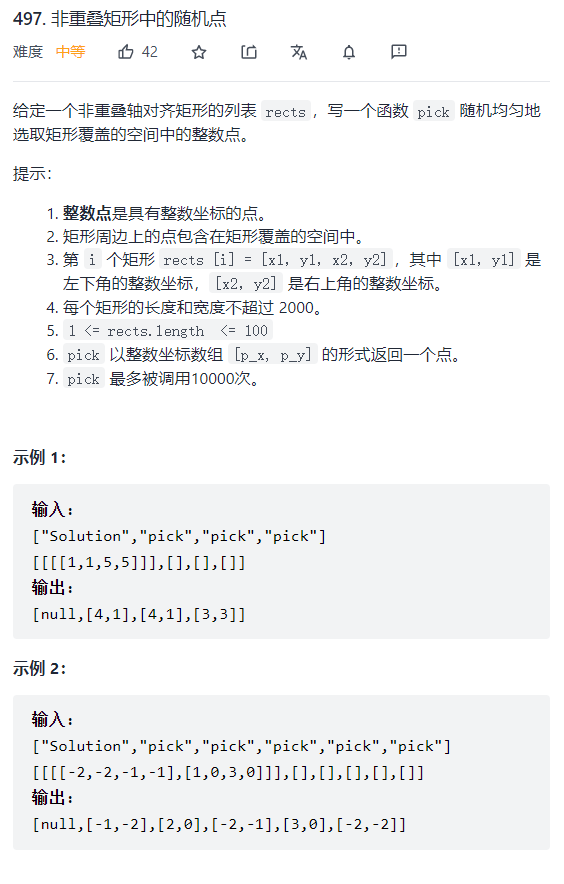 497. 非重叠矩形中的随机点
难度 中等 42
给定一个非重叠轴对齐矩形的列表 rects，写一个函数 pick 随机均匀地
选取矩形覆盖的空间中的整数点。
提示：
1. 整数点是具有整数坐标的点。
2. 矩形周边上的点包含在矩形覆盖的空间中。
3. 第 i 个矩形 rects [i] = [x1, y1, x2, y2]，其中 [x1, y1] 是
左下角的整数坐标，[x2, y2] 是右上角的整数坐标。
4. 每个矩形的长度和宽度不超过 2000。
5. 1 <= rects.length <= 100
6. pick 以整数坐标数组 [p_x, p_y] 的形式返回一个点。
7. pick 最多被调用10000次。
示例 1：
输入：
["Solution","pick","pick","pick"]
[[[[1,1,5,5]]],[],[],[]]
输出：
[null,[4,1],[4,1],[3,3]]
示例 2：
输入：
["Solution","pick","pick","pick","pick","pick"]
[[[[-2,-2,-1,-1],[1,0,3,0]]],[],[],[],[],[]]
输出：
[null,[-1,-2],[2,0],[-2,-1],[3,0],[-2,-2]]